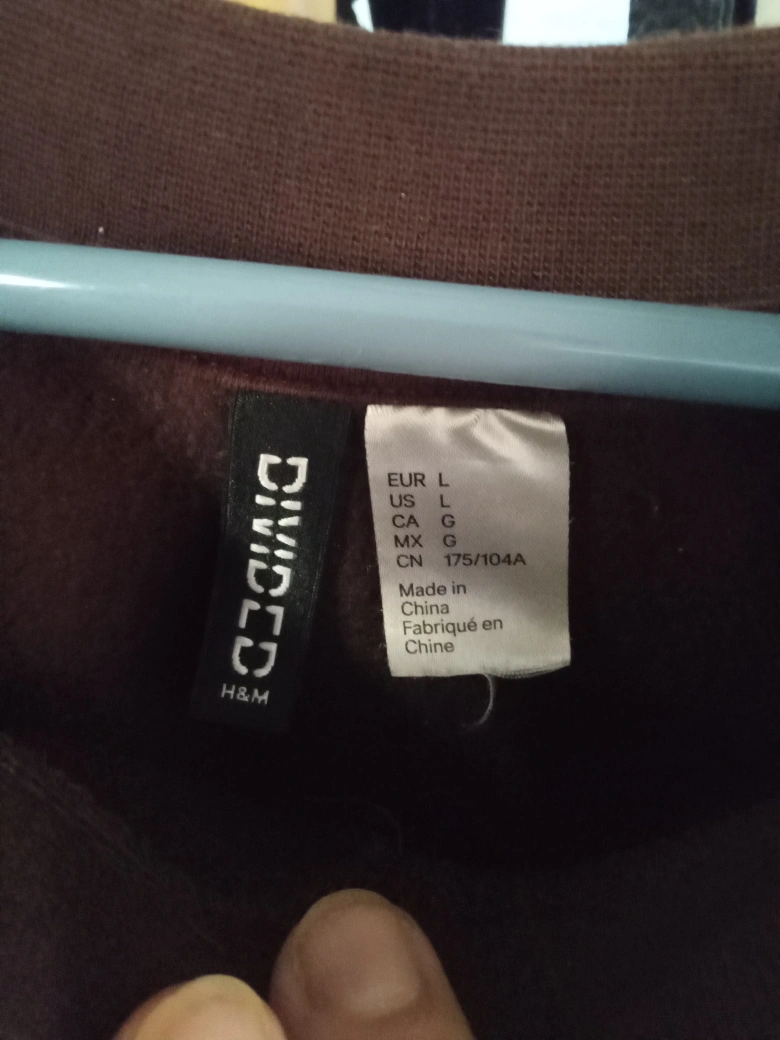 DIVIDED
H&M
EUR L
US L
CA G
MX G
CN 175/104A
Made in
China
Fabriqué en
Chine